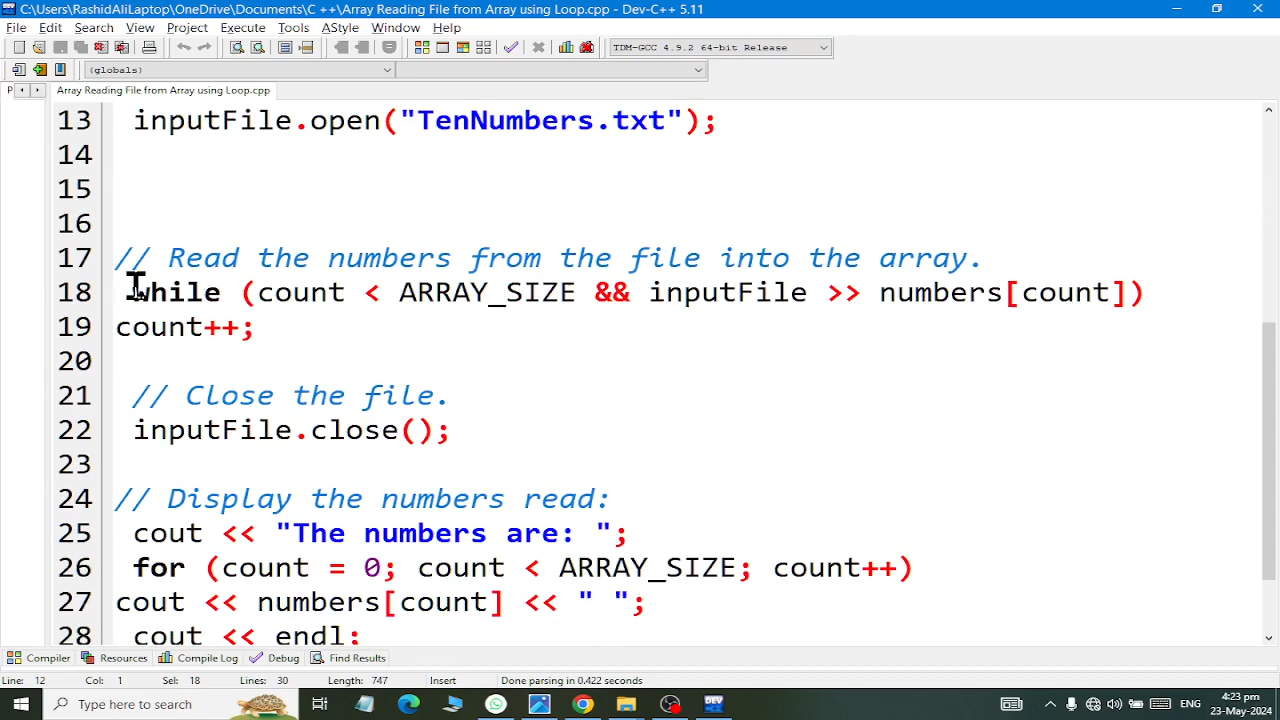 C:\Users\RashidAliLaptop\OneDrive\Documents\C ++\Array Reading File from Array using Loop.cpp - Dev-C++ 5.11
File Edit Search View Project Execute Tools AStyle Window Help
TDM-GCC 4.9.2 64-bit Release
(globals)
P Array Reading File from Array using Loop.cpp
13 inputFile.open("TenNumbers.txt");
14
15
16
17 // Read the numbers from the file into the array.
18 while (count < ARRAY_SIZE && inputFile >> numbers[count])
19 count++;
20
21 // Close the file.
22 inputFile.close();
23
24 // Display the numbers read:
25 cout << "The numbers are: ";
26 for (count = 0; count < ARRAY_SIZE; count++)
27 cout << numbers[count] << " ";
28 cout << endl;
Compiler Resources Compile Log Debug Find Results
Line: 12 Col: 1 Sel: 18 Lines: 30 Length: 747 Insert Done parsing in 0.422 seconds
Type here to search DEV ENG 4:23 pm
23-May-2024